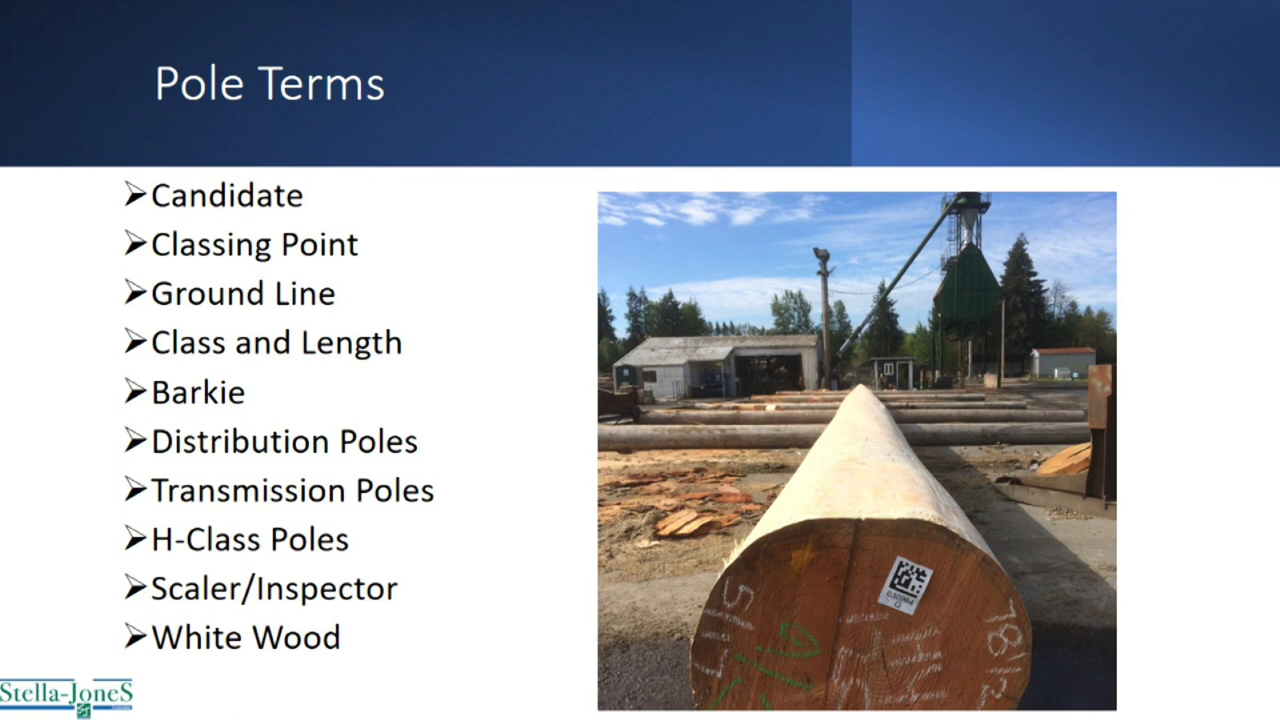 Pole Terms
➢Candidate
➢Classing Point
➢Ground Line
➢Class and Length
➢Barkie
➢Distribution Poles
➢Transmission Poles
➢H-Class Poles
➢Scaler/Inspector
➢White Wood
Stella-JoneS
G